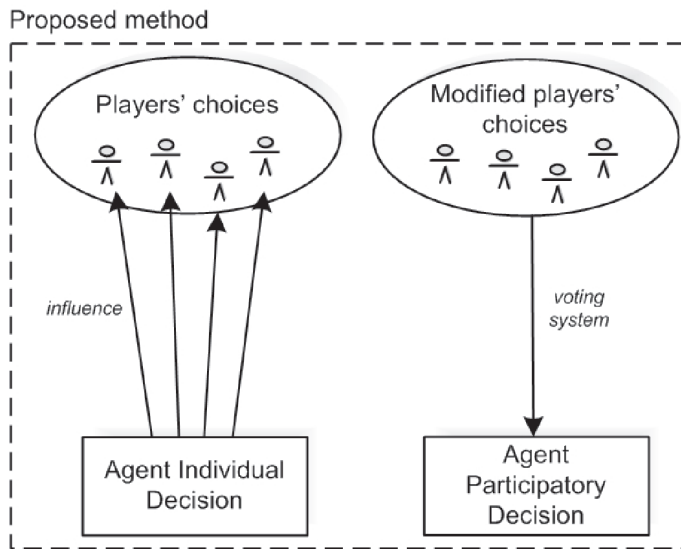 Proposed method
Players' choices
influence
Agent Individual
Decision
Modified players'
choices
voting
system
Agent
Participatory
Decision